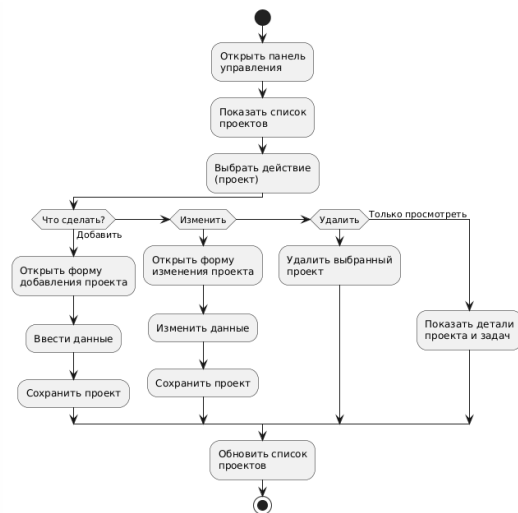 Открыть панель
управления
Показать список
проектов
Выбрать действие
(проект)
Что сделать?
Изменить
Удалить
Только просмотреть
Добавить
Открыть форму
добавления проекта
Открыть форму
изменения проекта
Удалить выбранный
проект
Ввести данные
Изменить данные
Показать детали
проекта и задач
Сохранить проект
Сохранить проект
Обновить список
проектов